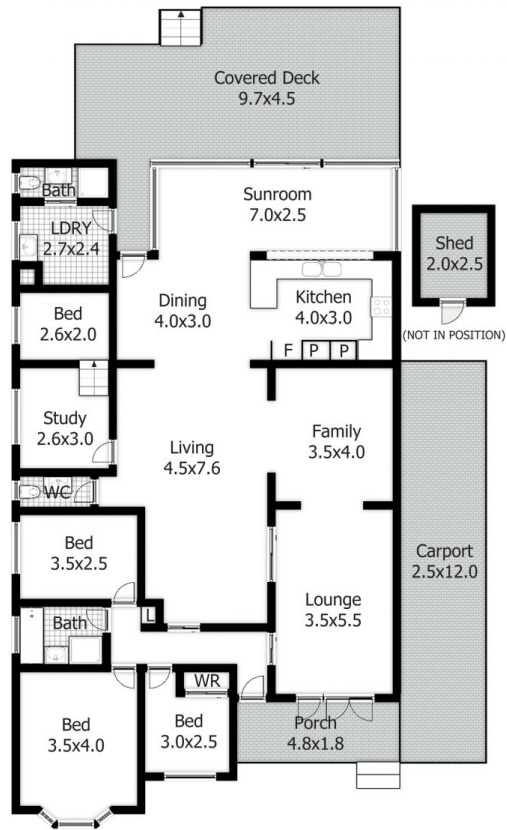 Covered Deck
9.7x4.5
Bath
Sunroom
7.0x2.5
LDRY
2.7x2.4
Shed
2.0x2.5
(NOT IN POSITION)
Dining
4.0x3.0
Kitchen
4.0x3.0
Bed
2.6x2.0
F
P
P
Study
2.6x3.0
Living
4.5x7.6
Family
3.5x4.0
WC
Bed
3.5x2.5
Carport
2.5x12.0
Lounge
3.5x5.5
Bath
L
WR
Bed
3.5x4.0
Bed
3.0x2.5
Porch
4.8x1.8